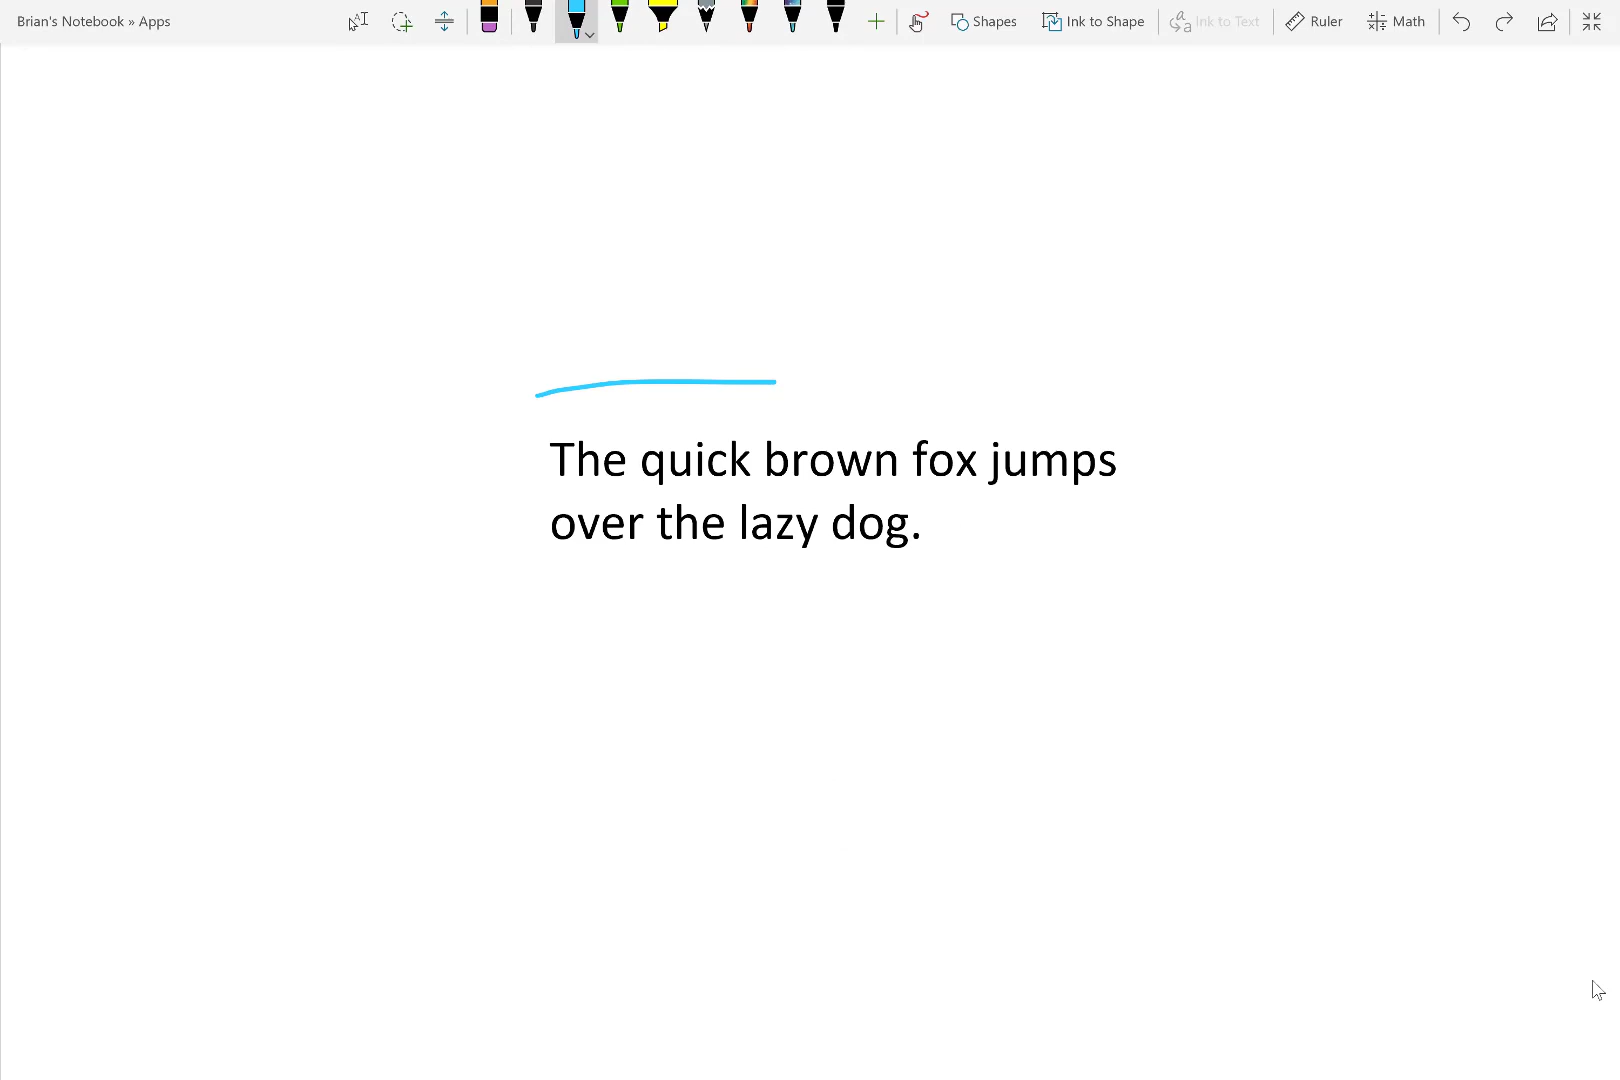 Brian's Notebook » Apps
Shapes
Ink to Shape
Ink to Text
Ruler
Math
The quick brown fox jumps
over the lazy dog.